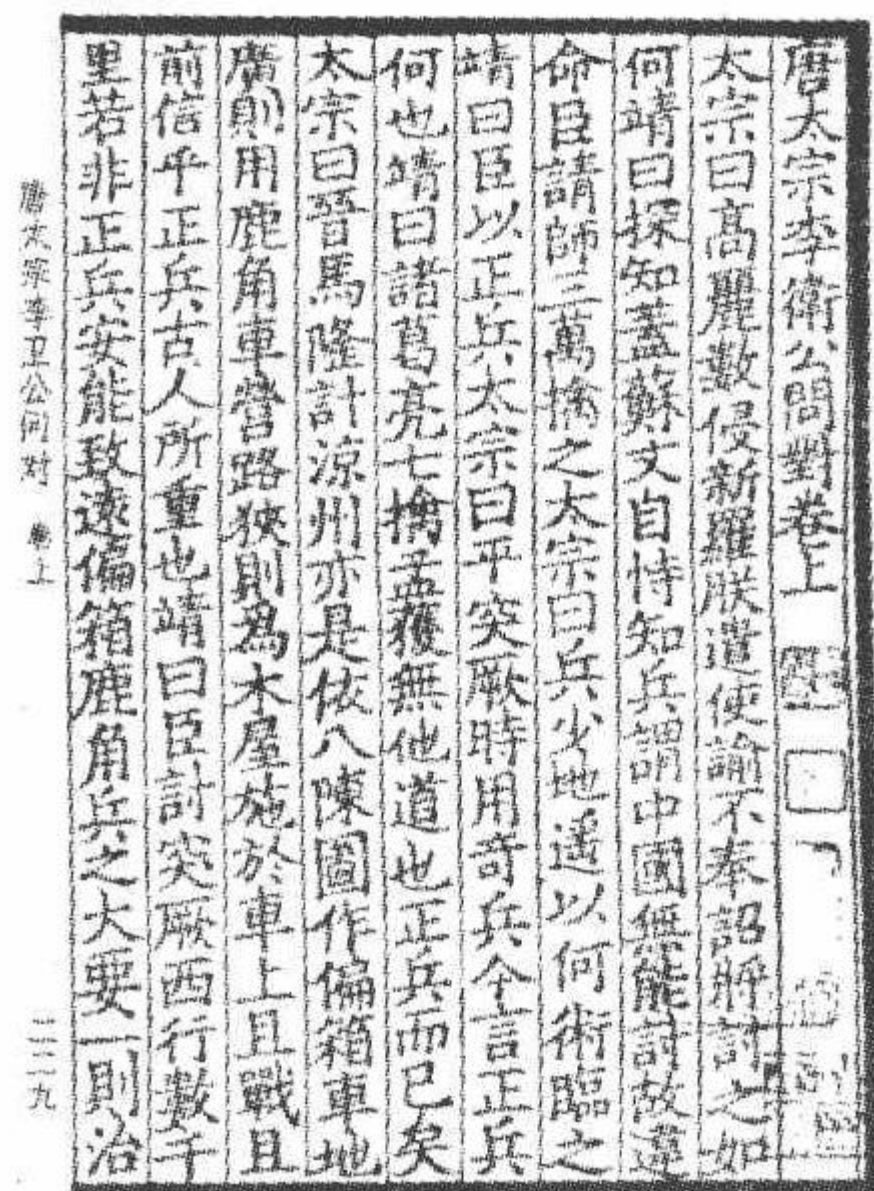 唐太宗李衛公問對卷上
太宗曰高麗數侵新羅朕遣使諭不奉詔將討之如
何靖曰探知蓋蘇文自恃知兵謂中國無能討故違
命臣請師三萬擒之太宗曰兵少地遥以何術臨之
靖曰臣以正兵太宗曰平突厥時用奇兵今言正兵
何也靖曰諸葛亮七擒孟獲無他道也正兵而已矣
太宗曰晉馬隆討涼州亦是依八陳圖作偏箱車地
廣則用鹿角車營路狹則為木屋施於車上且戰且
前信乎正兵古人所重也靖曰臣討突厥西行數千
里若非正兵安能致遠偏箱鹿角兵之大要一則治
唐太宗李卫公问对 卷上
二二九